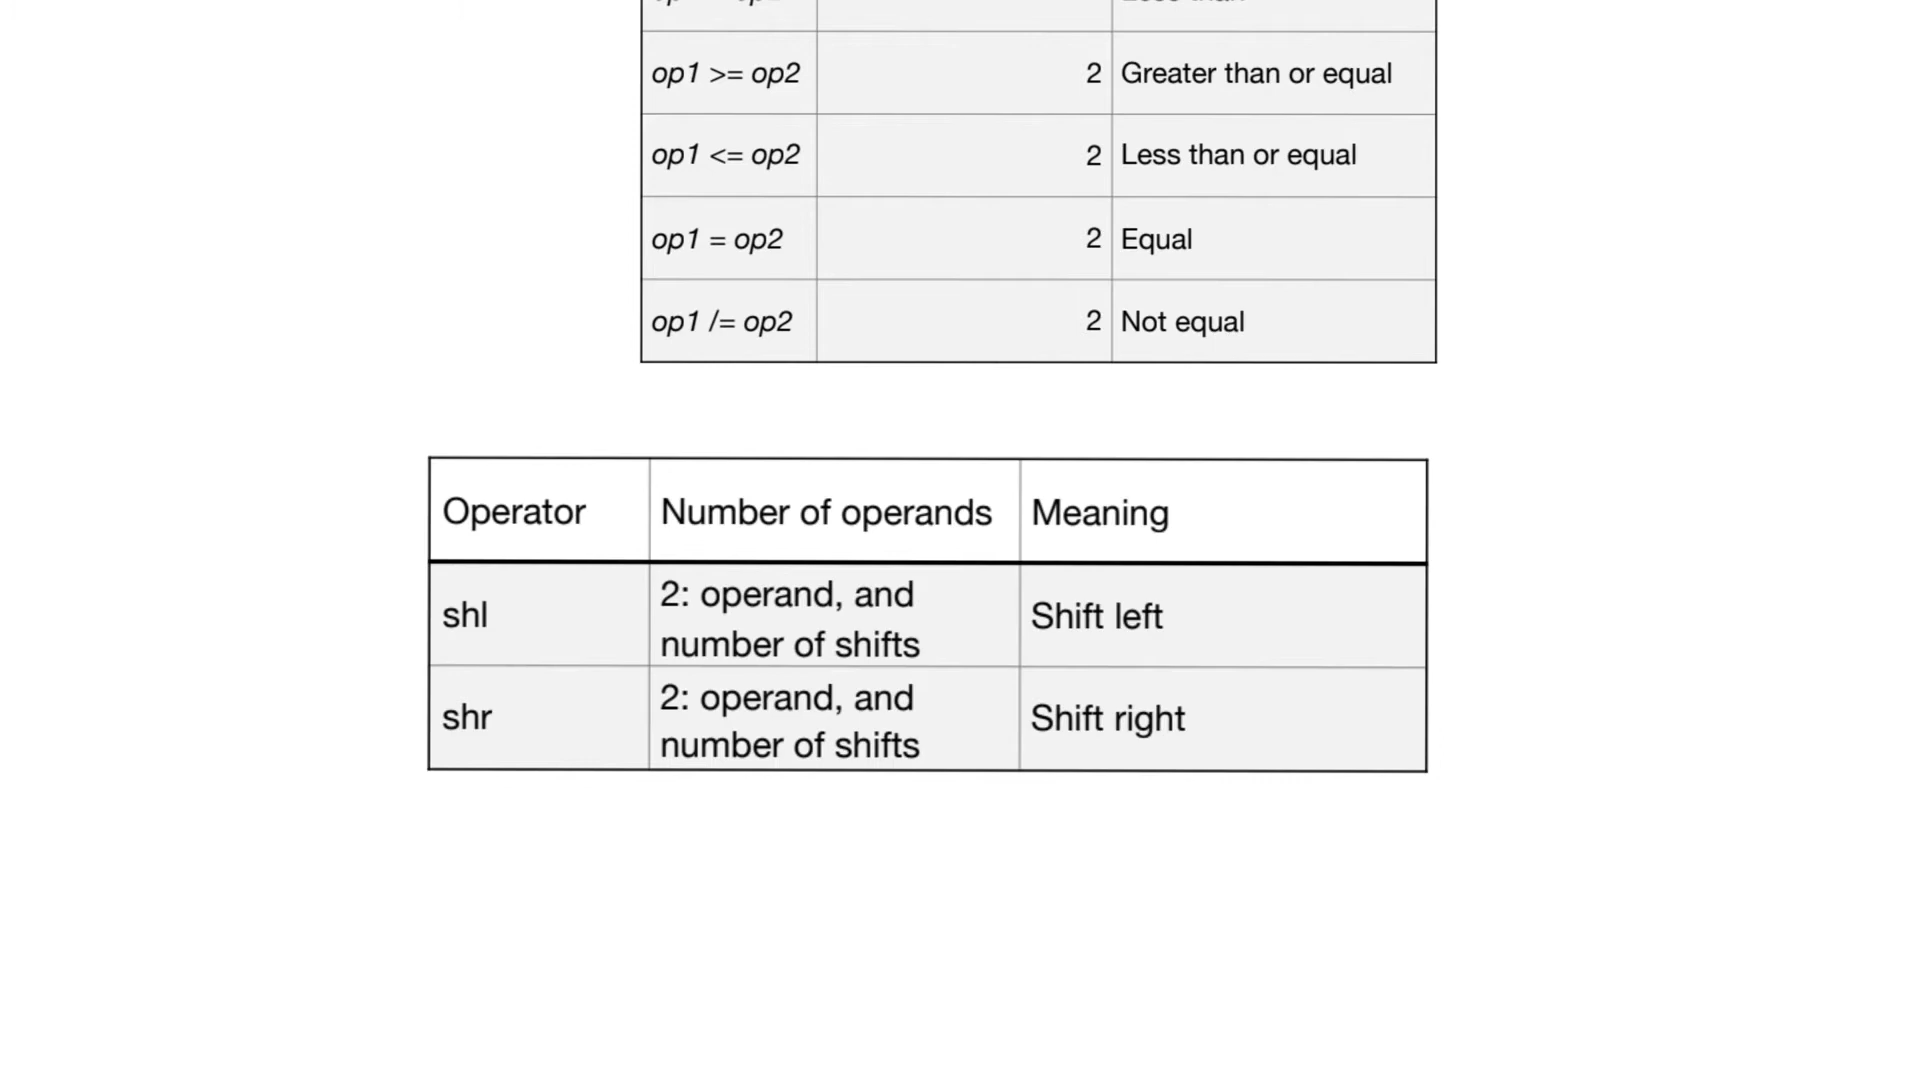 op1 >= op2 2 Greater than or equal
op1 <= op2 2 Less than or equal
op1 = op2 2 Equal
op1 /= op2 2 Not equal
Operator Number of operands Meaning
shl 2: operand, and number of shifts Shift left
shr 2: operand, and number of shifts Shift right